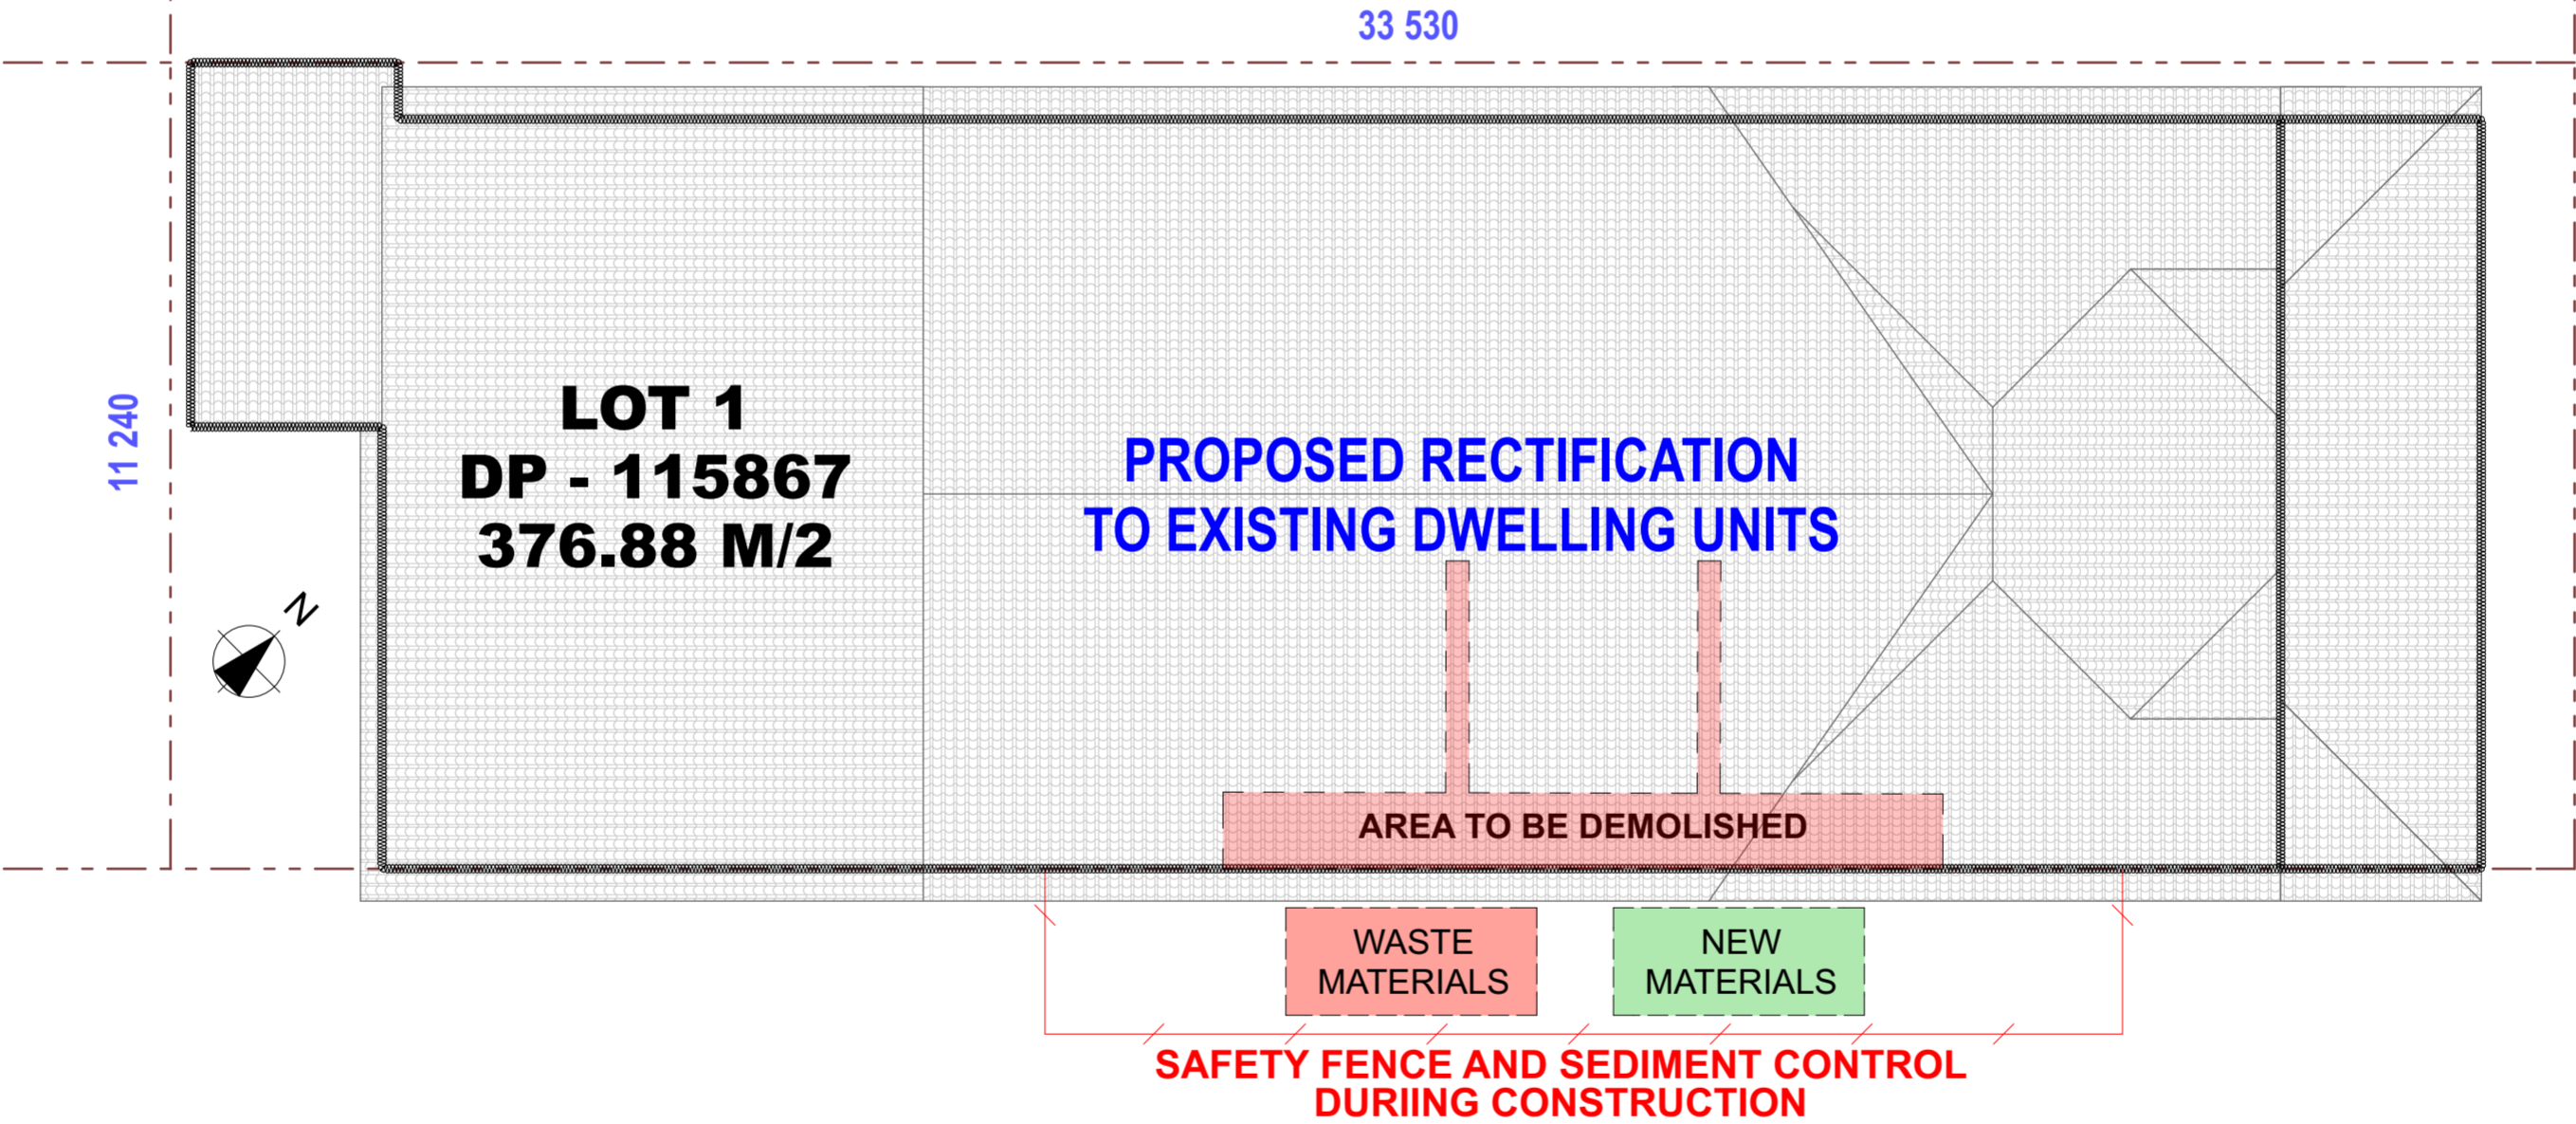 33 530
11 240
LOT 1
DP - 115867
376.88 M/2
N
PROPOSED RECTIFICATION
TO EXISTING DWELLING UNITS
AREA TO BE DEMOLISHED
WASTE
MATERIALS
NEW
MATERIALS
SAFETY FENCE AND SEDIMENT CONTROL
DURIING CONSTRUCTION